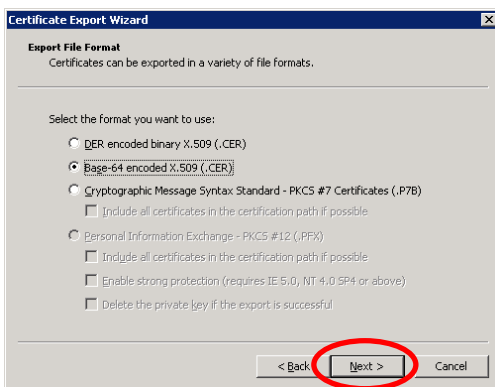 Certificate Export Wizard
Export File Format
Certificates can be exported in a variety of file formats.
Select the format you want to use:
DER encoded binary X.509 (.CER)
Base-64 encoded X.509 (.CER)
Cryptographic Message Syntax Standard - PKCS #7 Certificates (.P7B)
Include all certificates in the certification path if possible
Personal Information Exchange - PKCS #12 (.PFX)
Include all certificates in the certification path if possible
Enable strong protection (requires IE 5.0, NT 4.0 SP4 or above)
Delete the private key if the export is successful
< Back Next > Cancel